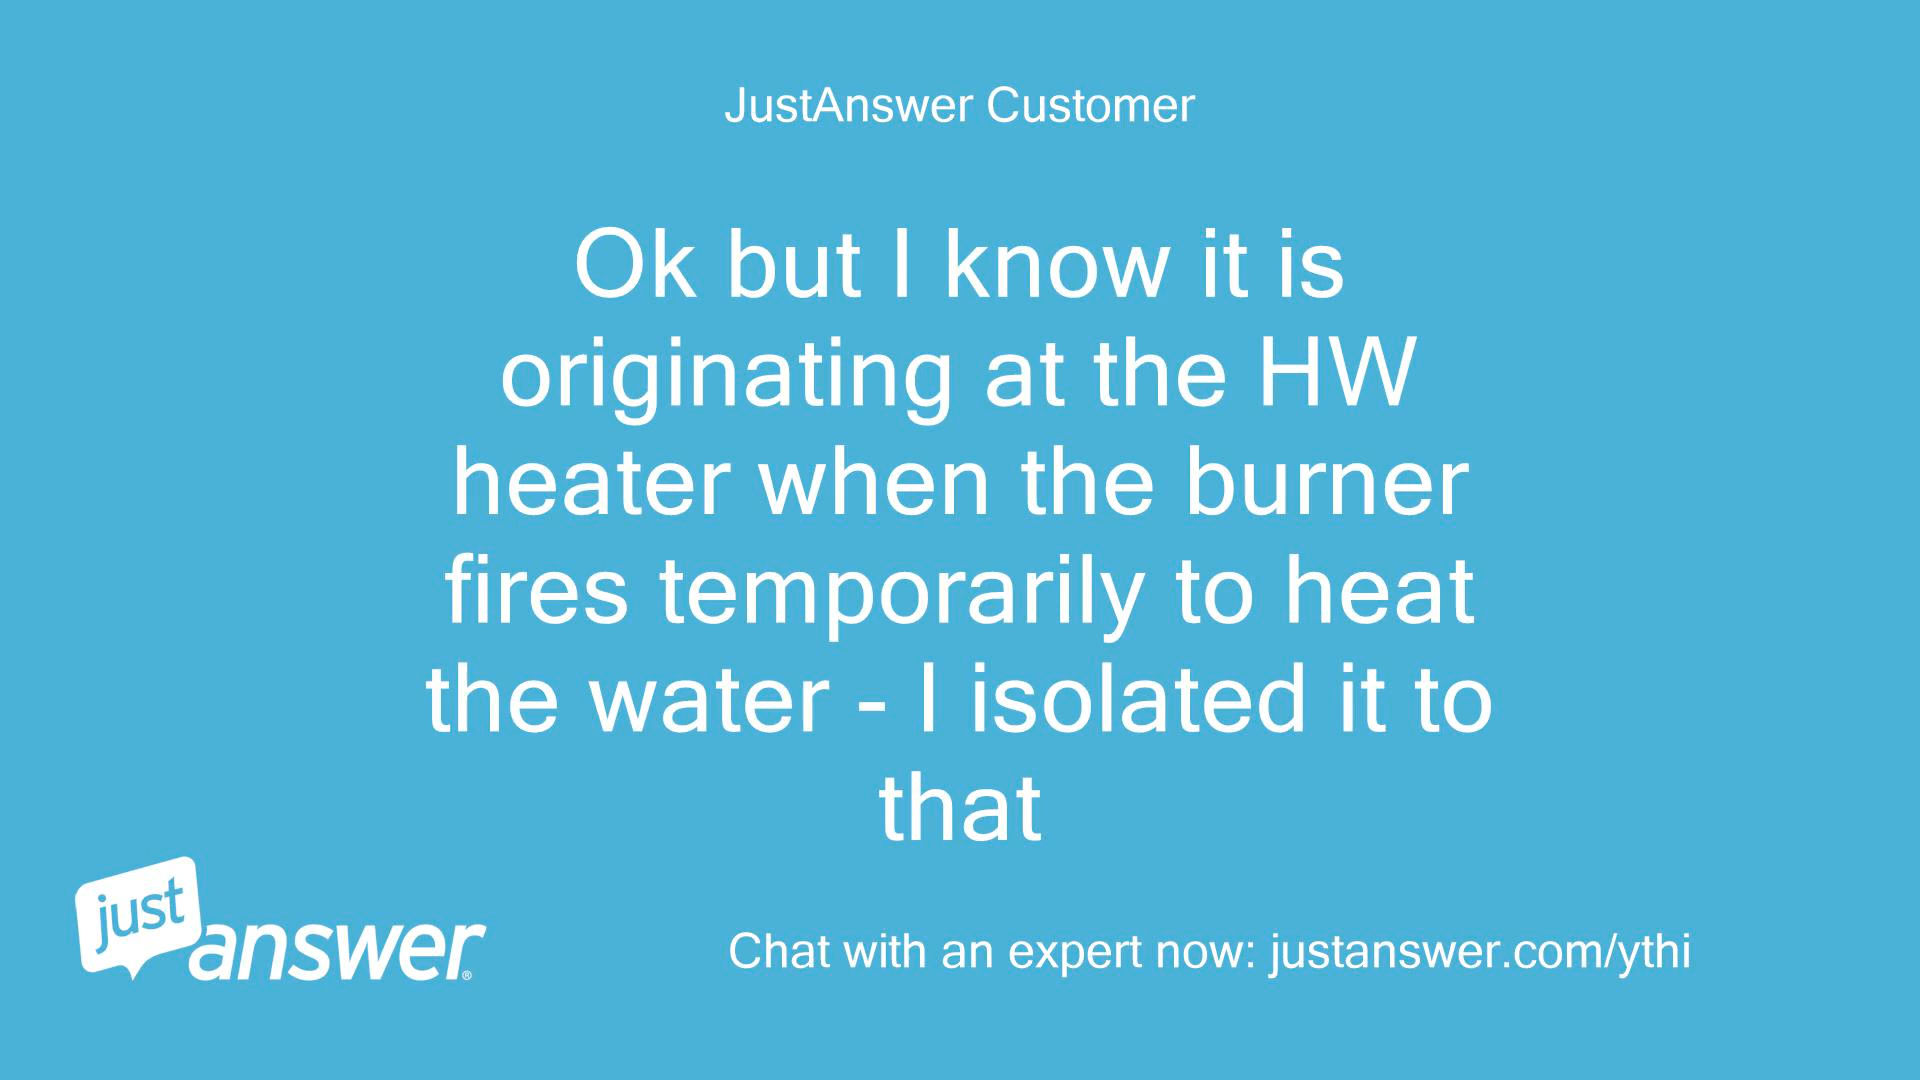 JustAnswer Customer
Ok but I know it is
originating at the HW
heater when the burner
fires temporarily to heat
the water - I isolated it to
that
just
answer®
Chat with an expert now: justanswer.com/ythi